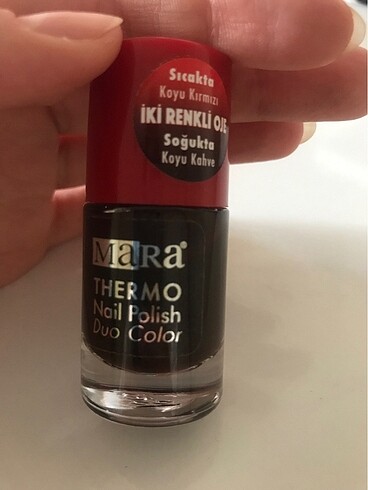 Sıcakta
Koyu Kırmızı
İKİ RENKLİ OJE
Soğukta
Koyu Kahve
MaRa®
THERMO
Nail Polish
Duo Color